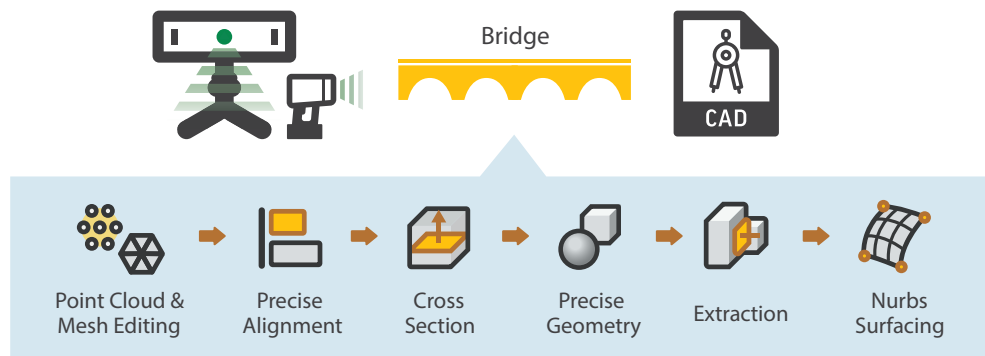 Bridge
CAD
Point Cloud &
Mesh Editing
Precise
Alignment
Cross
Section
Precise
Geometry
Extraction
Nurbs
Surfacing